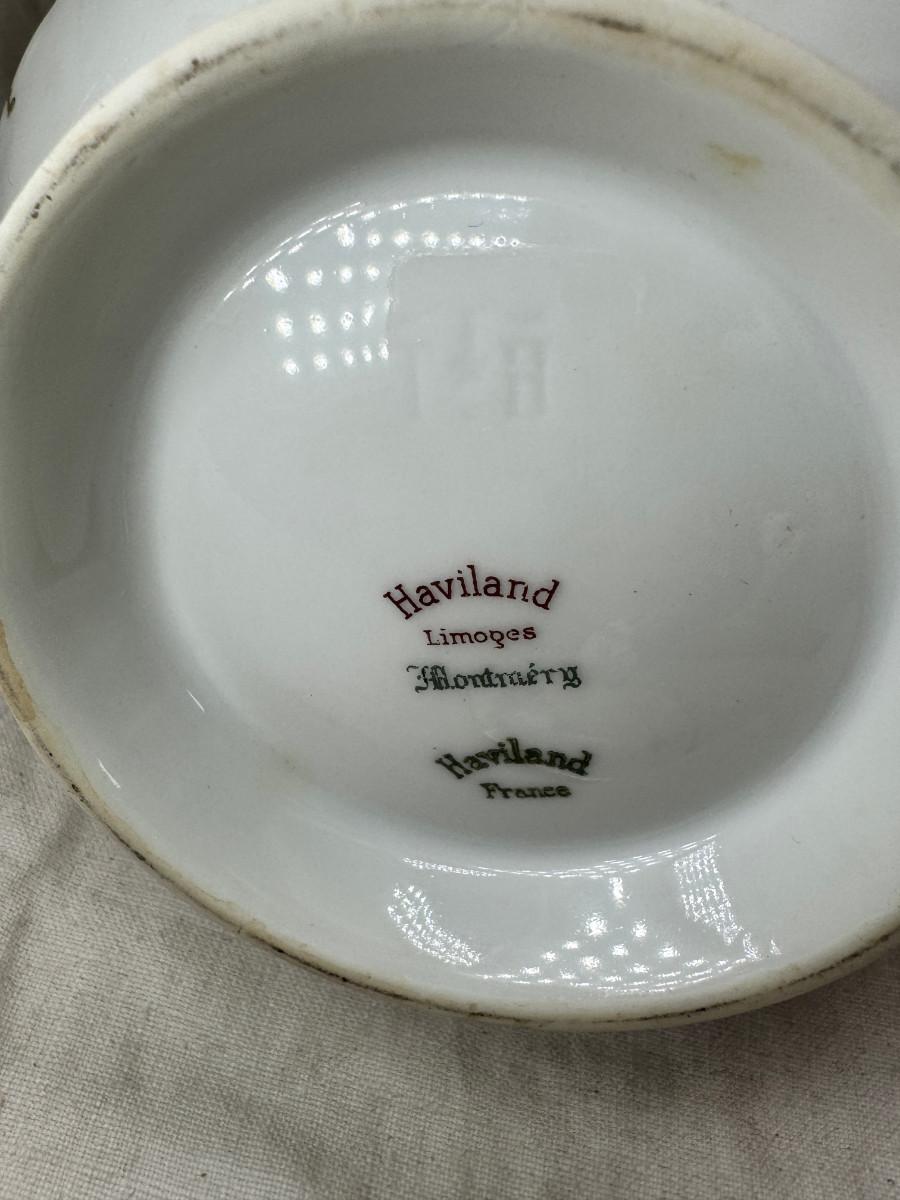 Haviland
Limoges
Montméry
Haviland
France